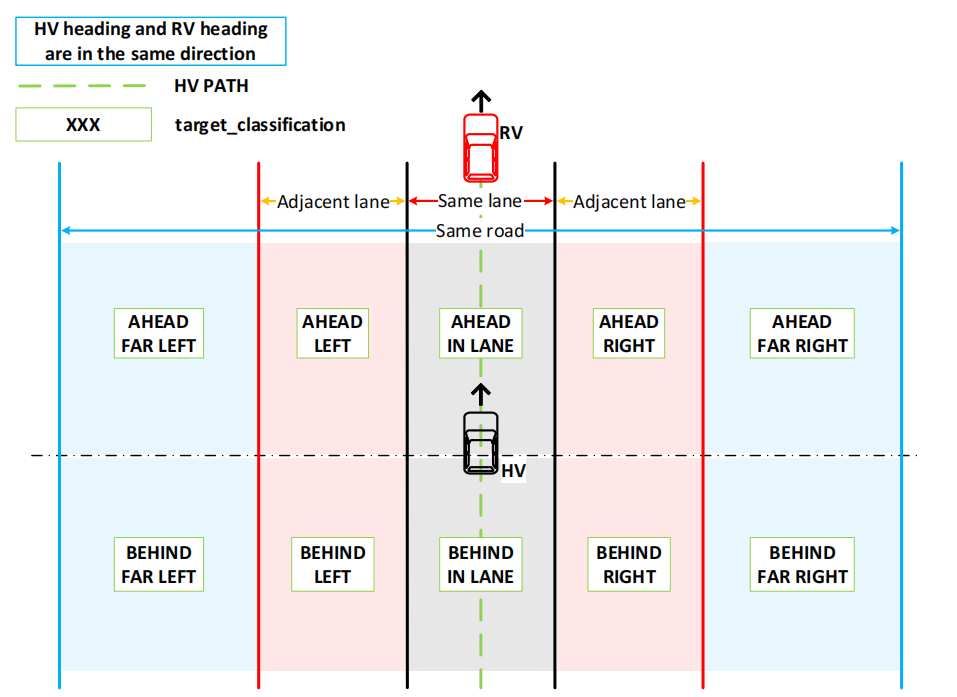 HV heading and RV heading
are in the same direction
HV PATH
XXX
target_classification
RV
Adjacent lane
Same lane
Adjacent lane
Same road
AHEAD
FAR LEFT
AHEAD
LEFT
AHEAD
IN LANE
AHEAD
RIGHT
AHEAD
FAR RIGHT
HV
BEHIND
FAR LEFT
BEHIND
LEFT
BEHIND
IN LANE
BEHIND
RIGHT
BEHIND
FAR RIGHT